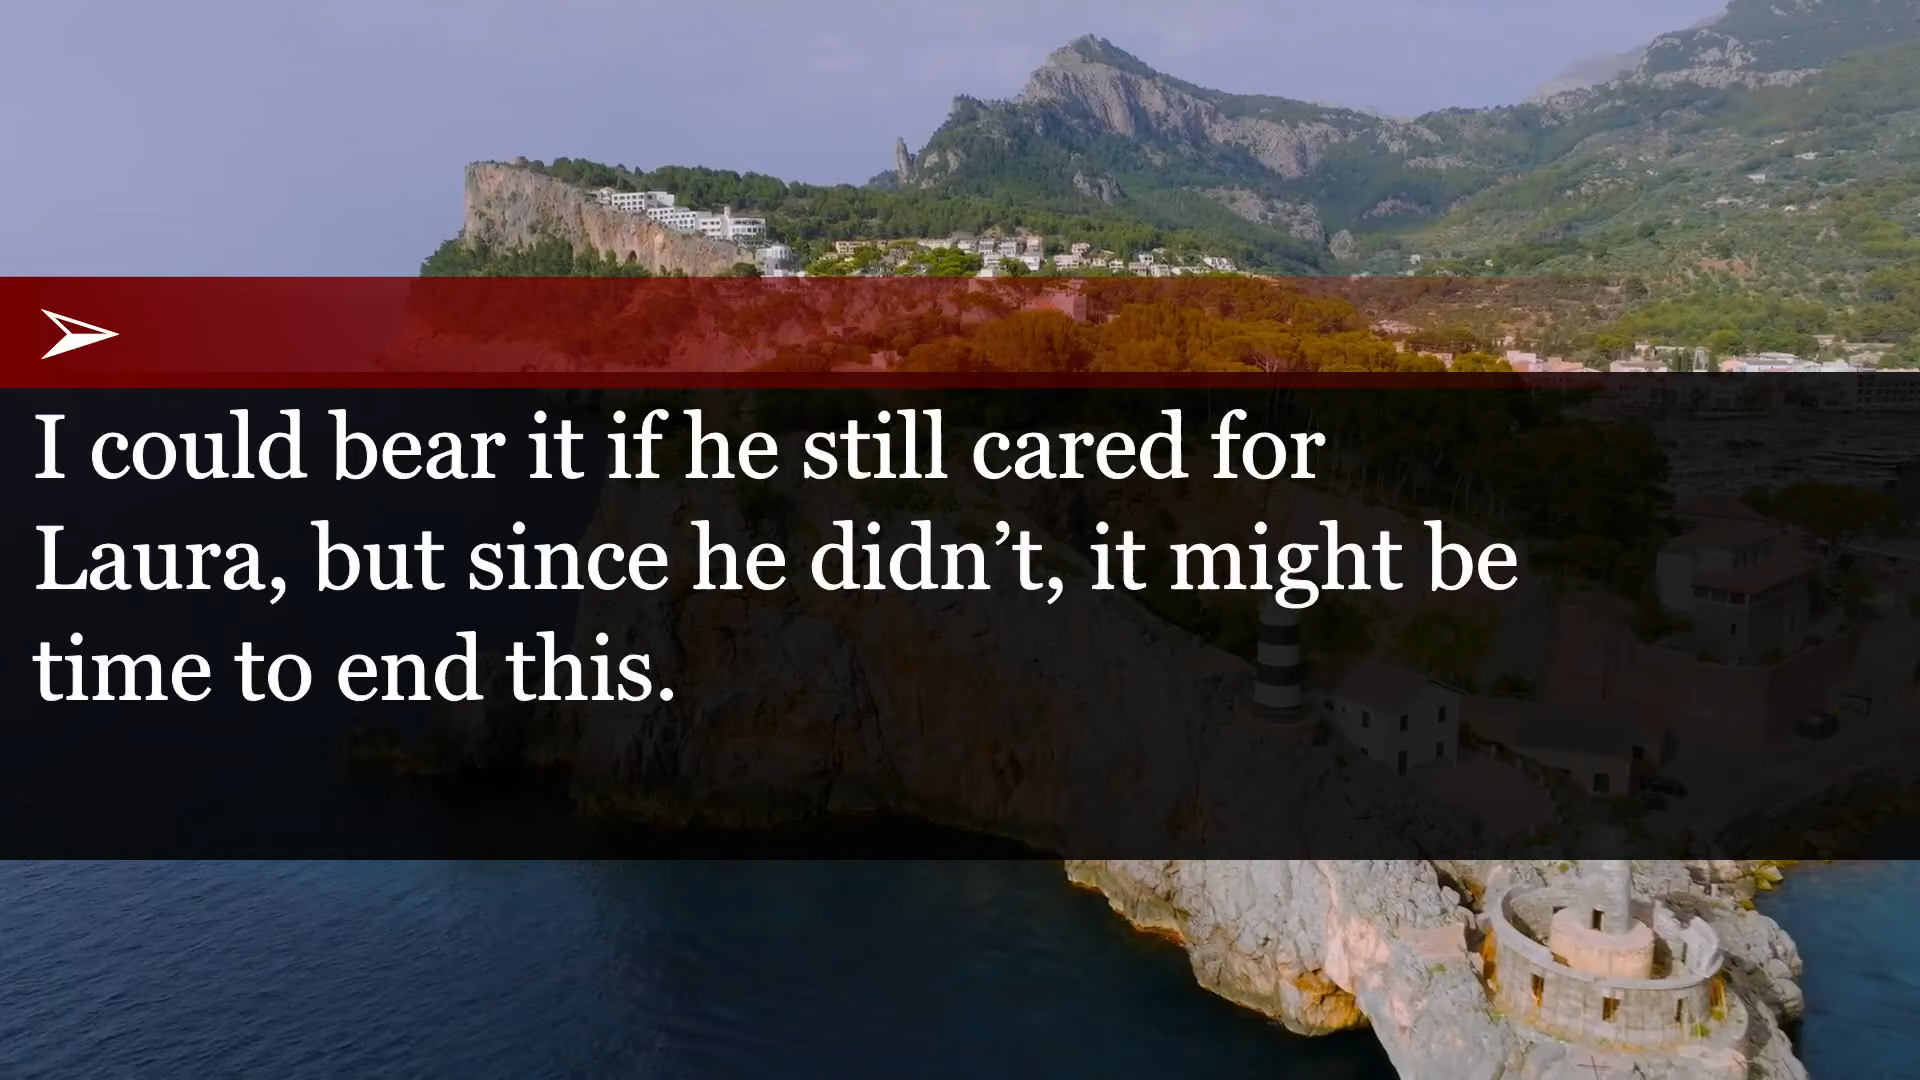 I could bear it if he still cared for
Laura, but since he didn’t, it might be
time to end this.